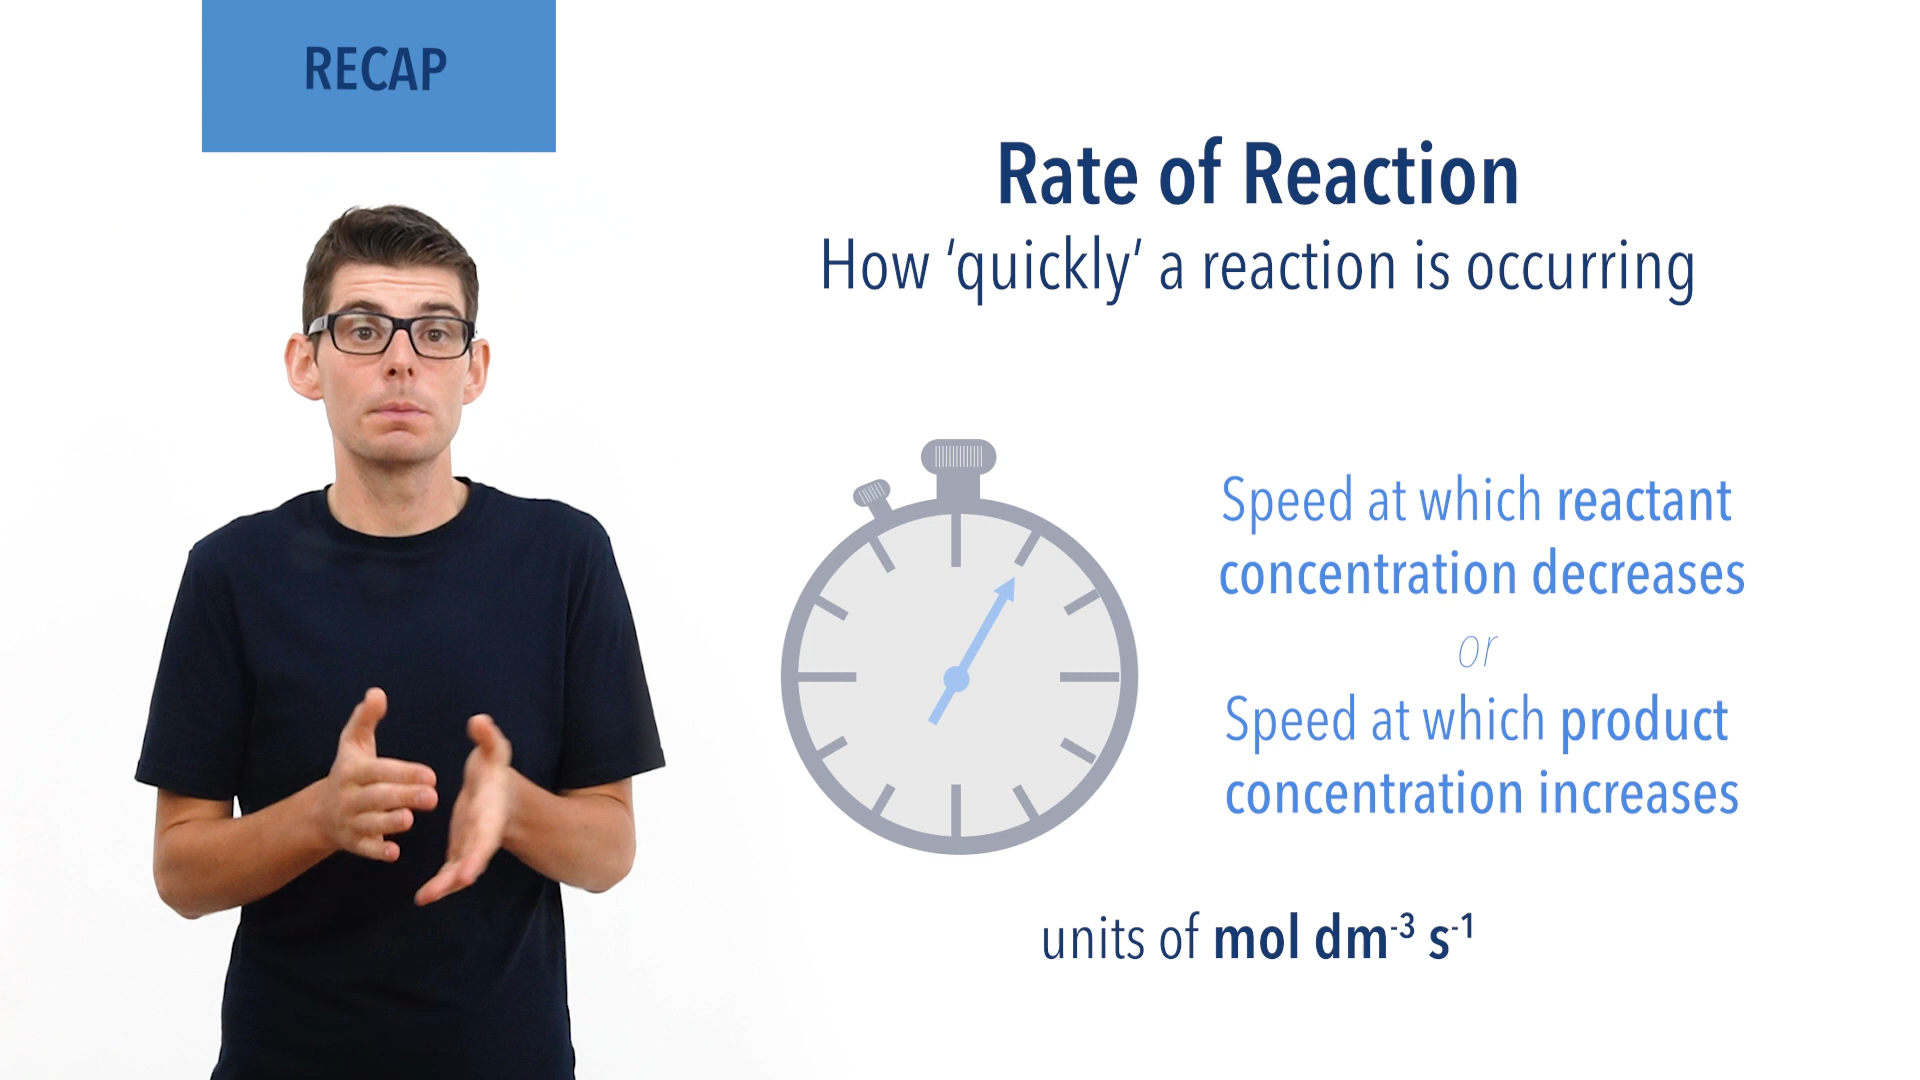 RECAP
Rate of Reaction
How ‘quickly’ a reaction is occurring
Speed at which reactant
concentration decreases
or
Speed at which product
concentration increases
units of mol dm⁻³ s⁻¹